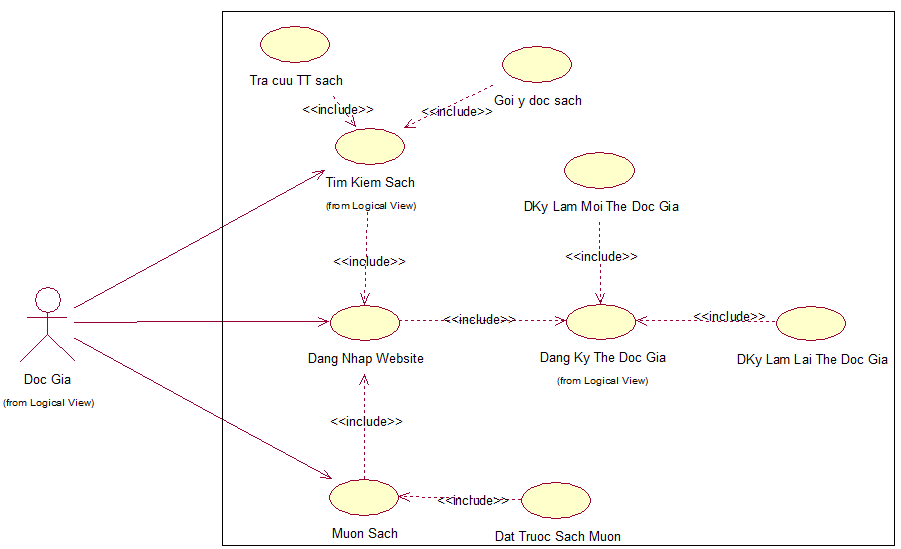 Tra cuu TT sach
Goi y doc sach
<<include>>
<<include>>
Tim Kiem Sach
(from Logical View)
DKy Lam Moi The Doc Gia
<<include>>
<<include>>
<<include>>
<<include>>
Dang Nhap Website
Dang Ky The Doc Gia
(from Logical View)
DKy Lam Lai The Doc Gia
Doc Gia
(from Logical View)
<<include>>
<<include>>
Muon Sach
Dat Truoc Sach Muon